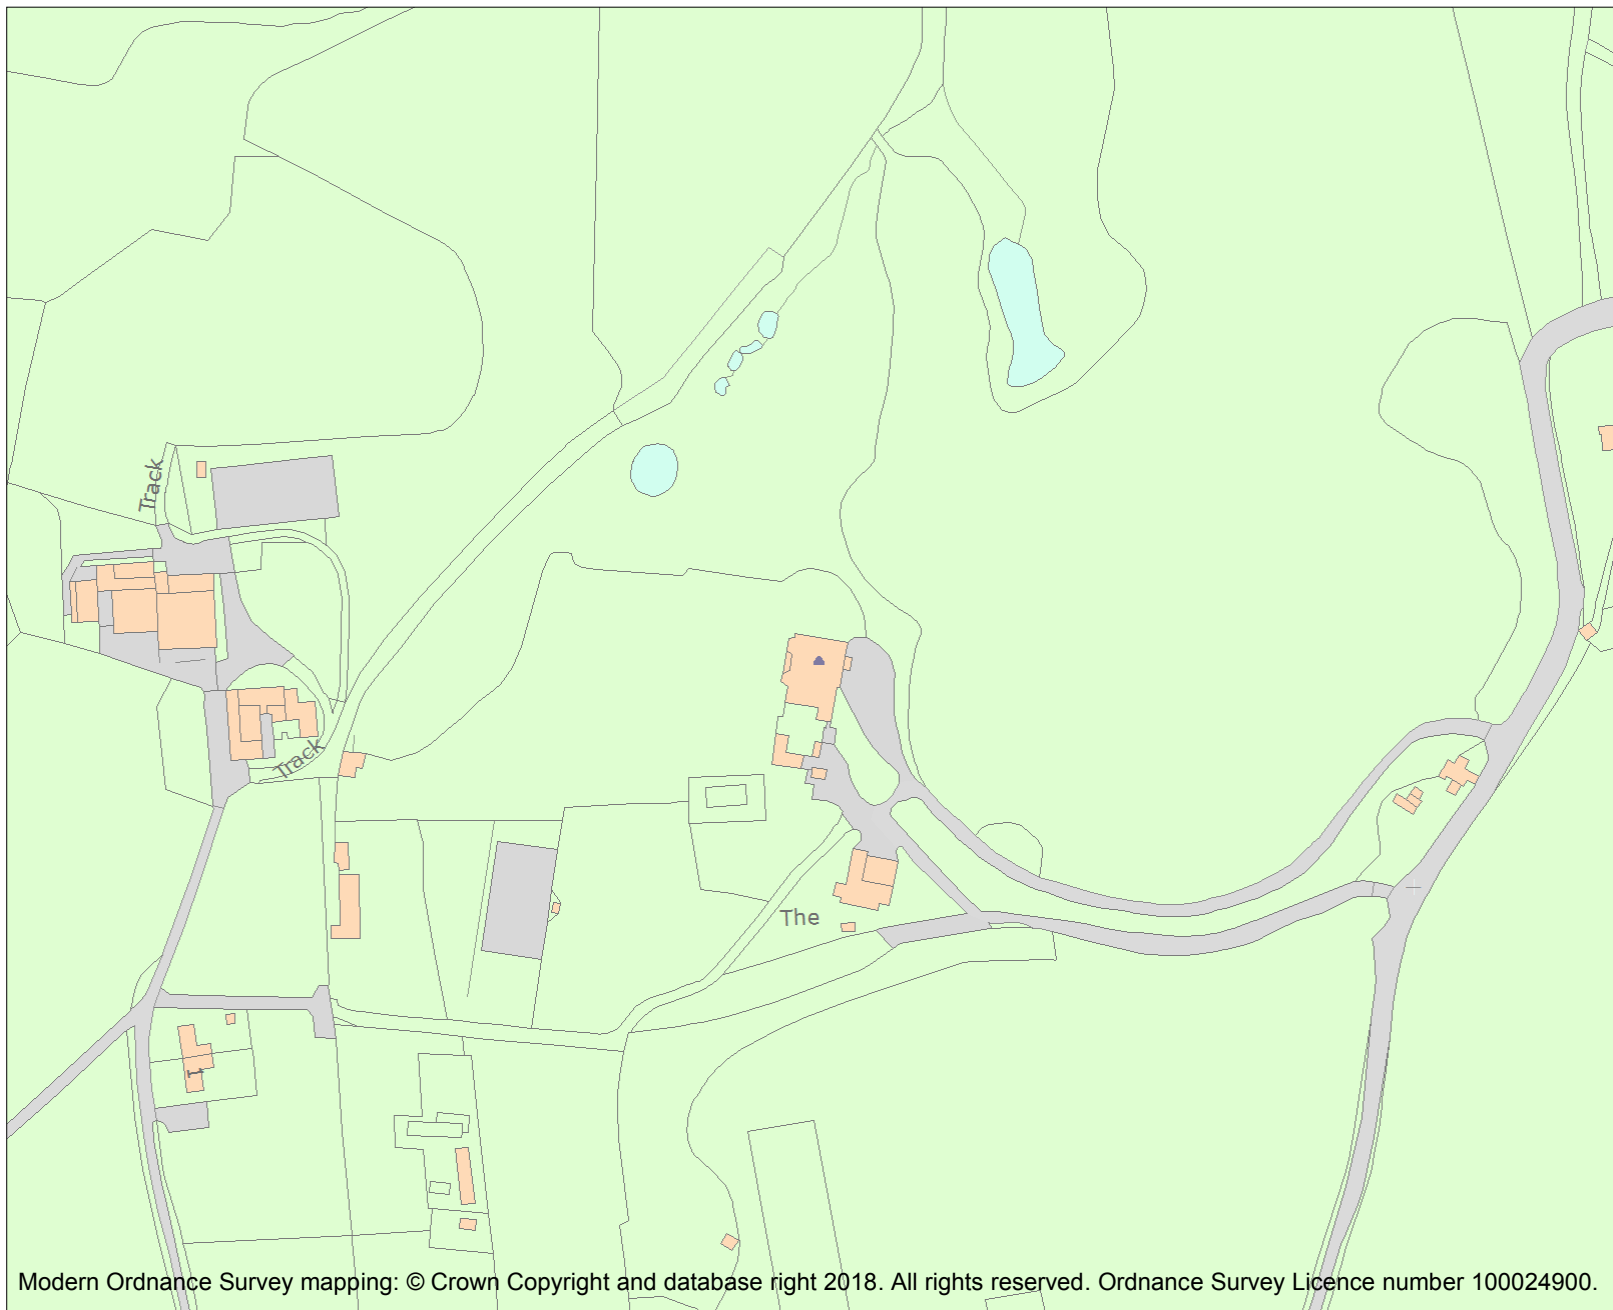 Track
Track
The
1
Modern Ordnance Survey mapping: © Crown Copyright and database right 2018. All rights reserved. Ordnance Survey Licence number 100024900.